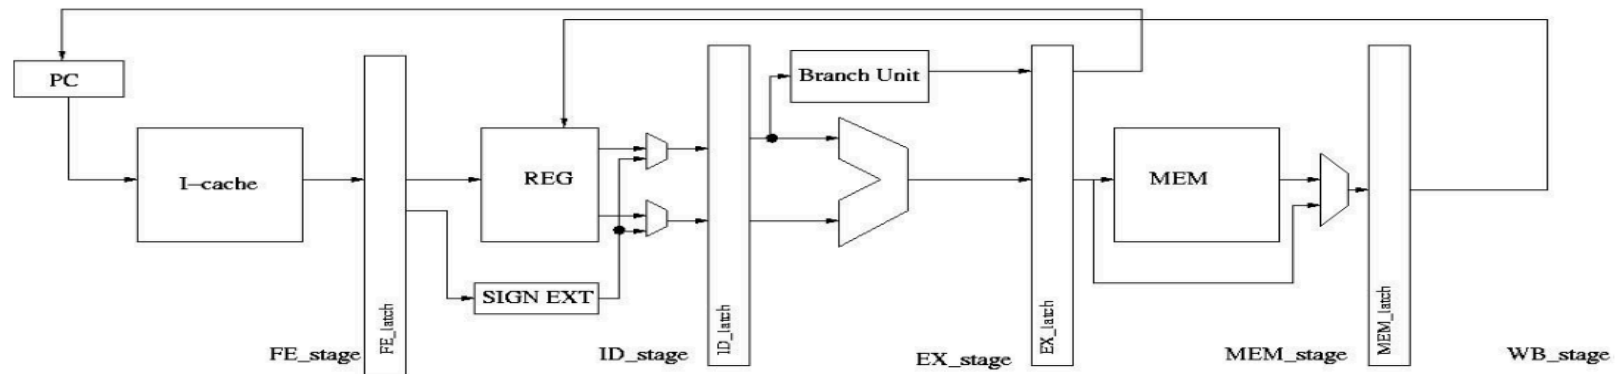 PC
I-cache
FE_latch
FE_stage
REG
SIGN EXT
ID_stage
ID_latch
Branch Unit
EX_stage
EX_latch
MEM
MEM_stage
MEM_latch
WB_stage